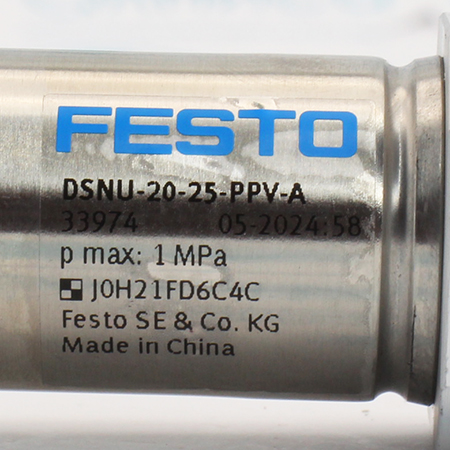 FESTO
DSNU-20-25-PPV-A
33974 05-2024:58
p max: 1 MPa
J0H21FD6C4C
Festo SE & Co. KG
Made in China